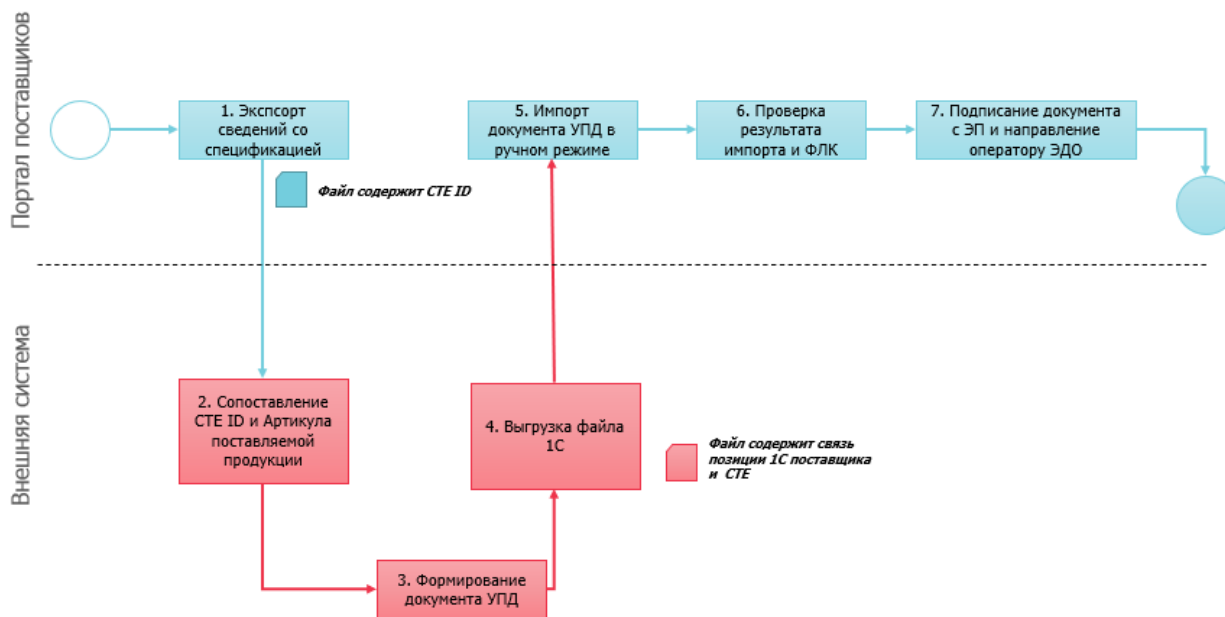 Портал поставщиков
1. Экспсорт
сведений со
спецификацией
5. Импорт
документа УПД в
ручном режиме
6. Проверка
результата
импорта и ФЛК
7. Подписание документа
с ЭП и направление
оператору ЭДО
Файл содержит СТЕ ID
Внешняя система
2. Сопоставление
СТЕ ID и Артикула
поставляемой
продукции
4. Выгрузка файла
1С
Файл содержит связь
позиции 1С поставщика
и СТЕ
3. Формирование
документа УПД